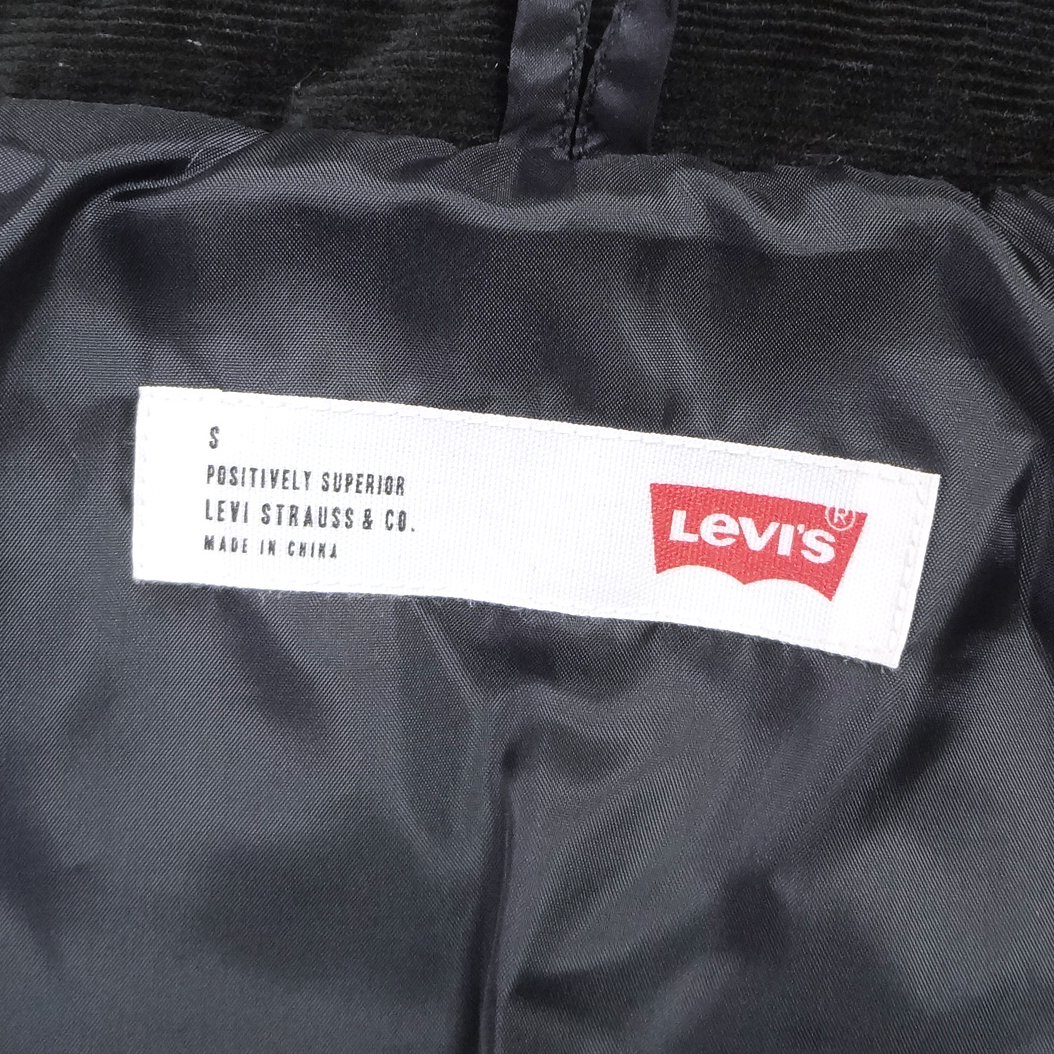 S
POSITIVELY SUPERIOR
LEVI STRAUSS & CO.
MADE IN CHINA
LEVI'S®